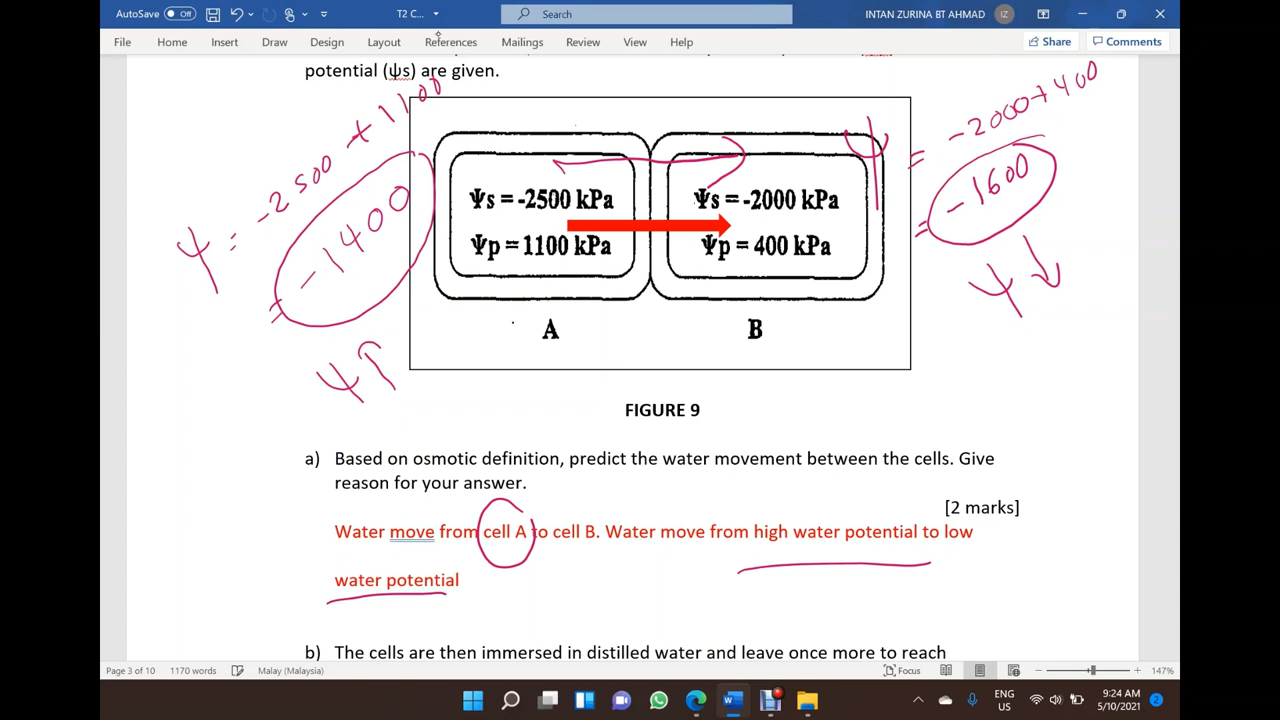 AutoSave Off T2 C... Search INTAN ZURINA BT AHMAD IZ
File Home Insert Draw Design Layout References Mailings Review View Help Share Comments
potential (ψs) are given.
Ψ = -2500 + 1100
= -1400
Ψ↑
Ψs = -2500 kPa
Ψp = 1100 kPa
A
Ψs = -2000 kPa
Ψp = 400 kPa
B
Ψ = -2000+400
= -1600
Ψ↓
FIGURE 9
a) Based on osmotic definition, predict the water movement between the cells. Give
reason for your answer.
[2 marks]
Water move from cell A to cell B. Water move from high water potential to low
water potential
b) The cells are then immersed in distilled water and leave once more to reach
Page 3 of 10 1170 words Malay (Malaysia) Focus 147%
ENG
US
9:24 AM
5/10/2021
2